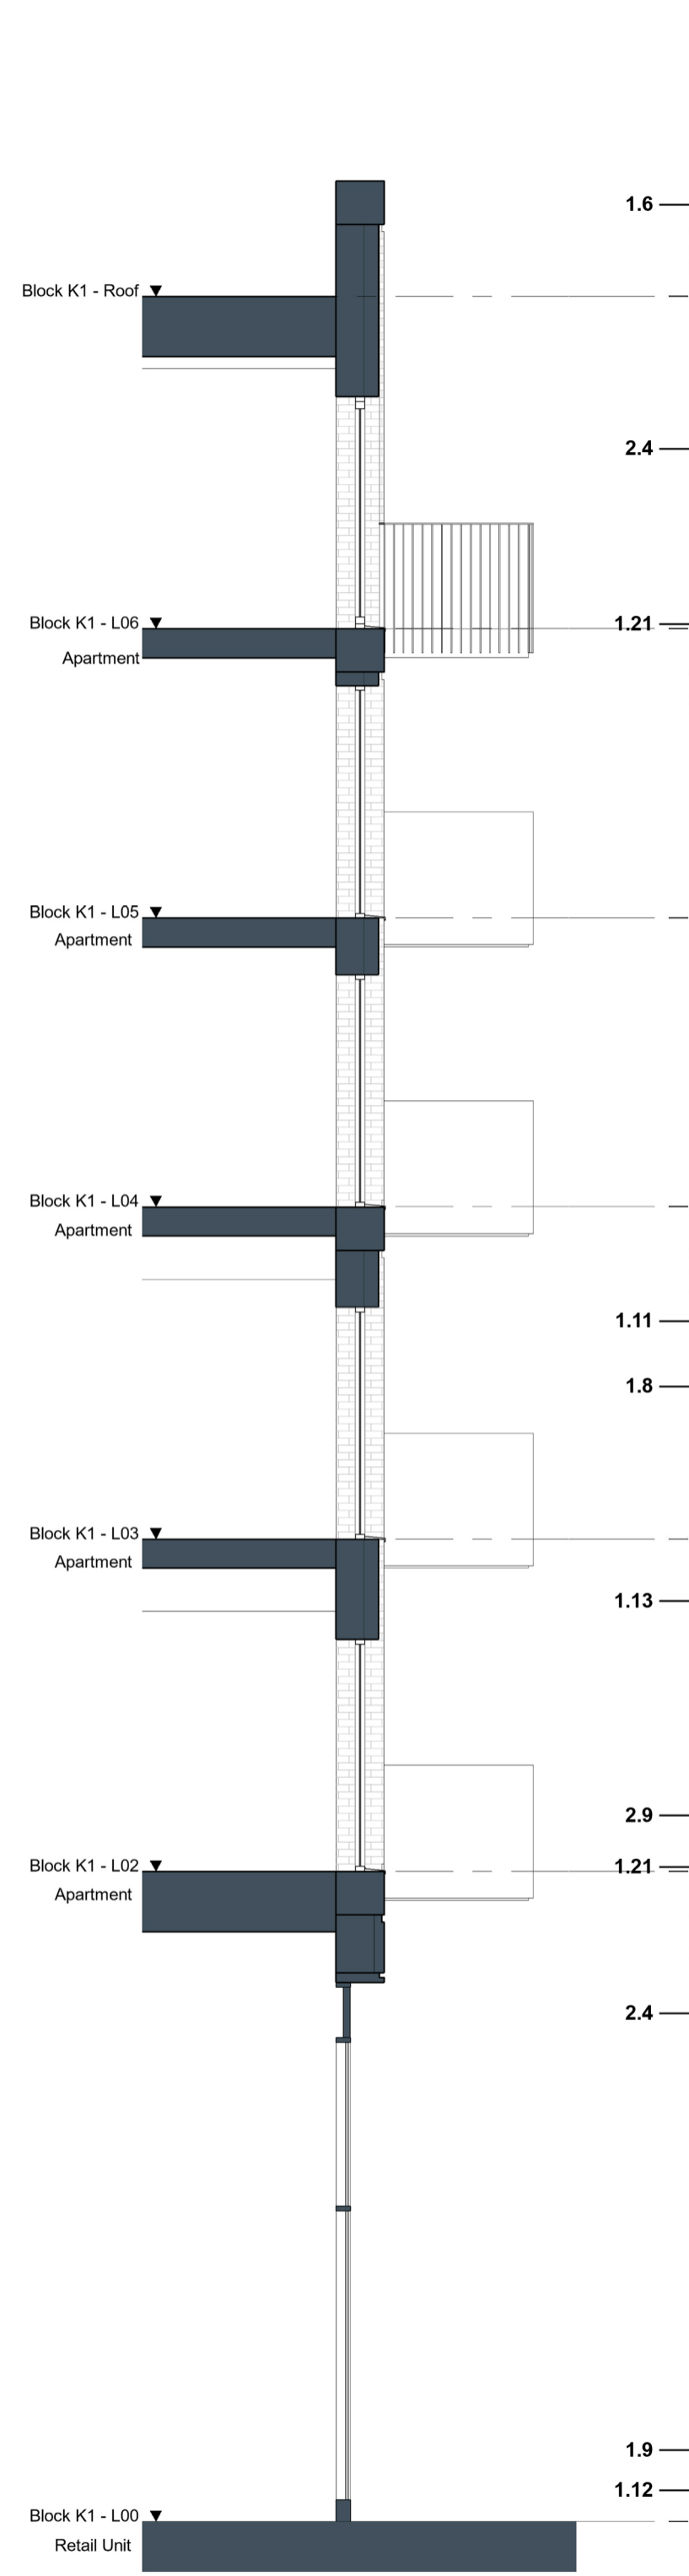 1.6
Block K1 - Roof
2.4
Block K1 - L06
1.21
Apartment
Block K1 - L05
Apartment
Block K1 - L04
Apartment
1.11
1.8
Block K1 - L03
Apartment
1.13
2.9
Block K1 - L02
1.21
Apartment
2.4
1.9
1.12
Block K1 - L00
Retail Unit